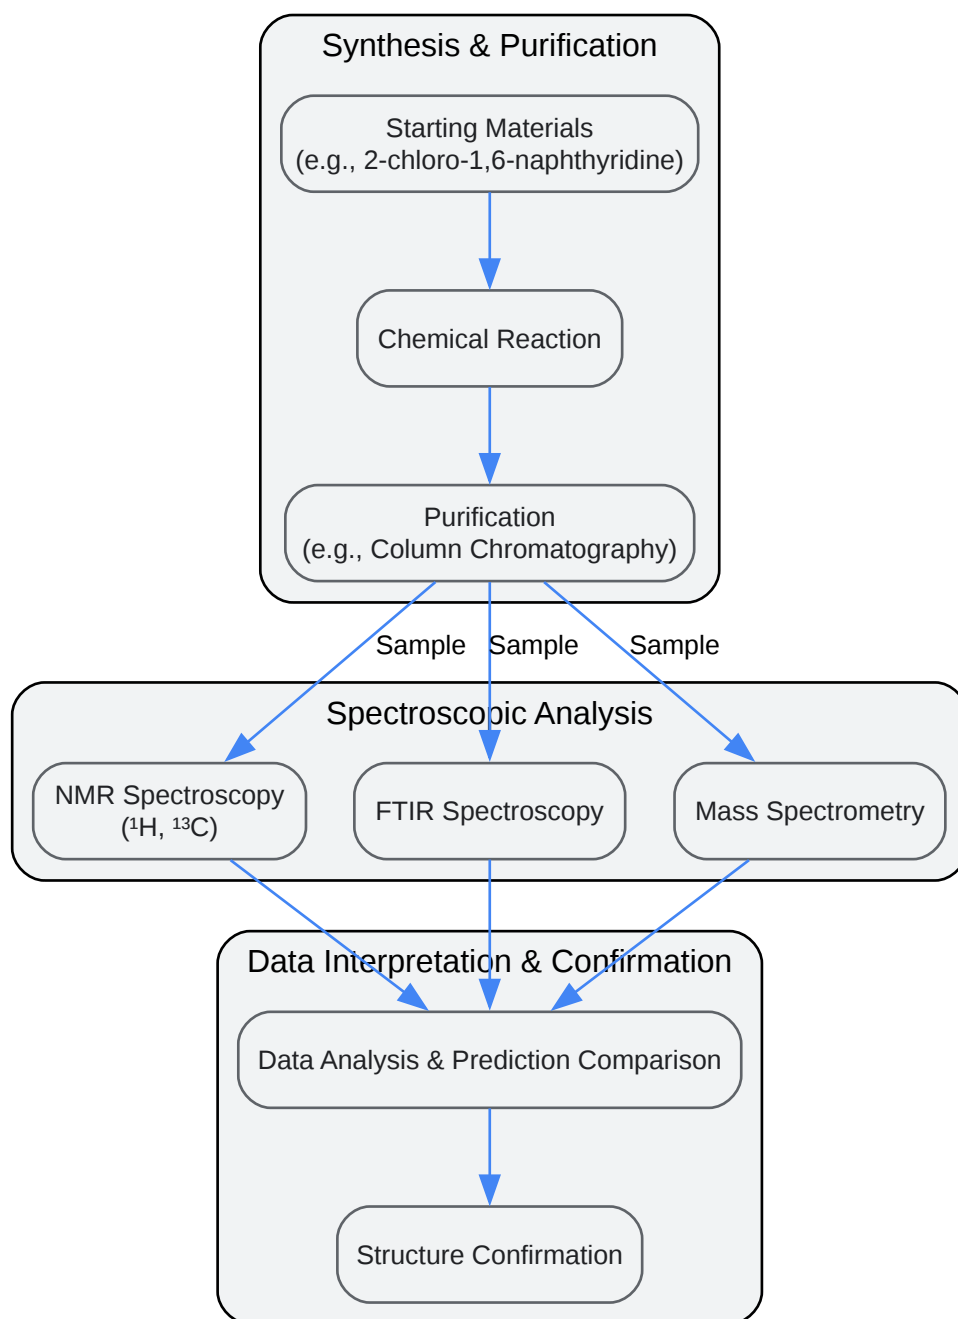 Synthesis & Purification
Starting Materials
(e.g., 2-chloro-1,6-naphthyridine)
Chemical Reaction
Purification
(e.g., Column Chromatography)
Sample
Sample
Sample
Spectroscopic Analysis
NMR Spectroscopy
(¹H, ¹³C)
FTIR Spectroscopy
Mass Spectrometry
Data Interpretation & Confirmation
Data Analysis & Prediction Comparison
Structure Confirmation